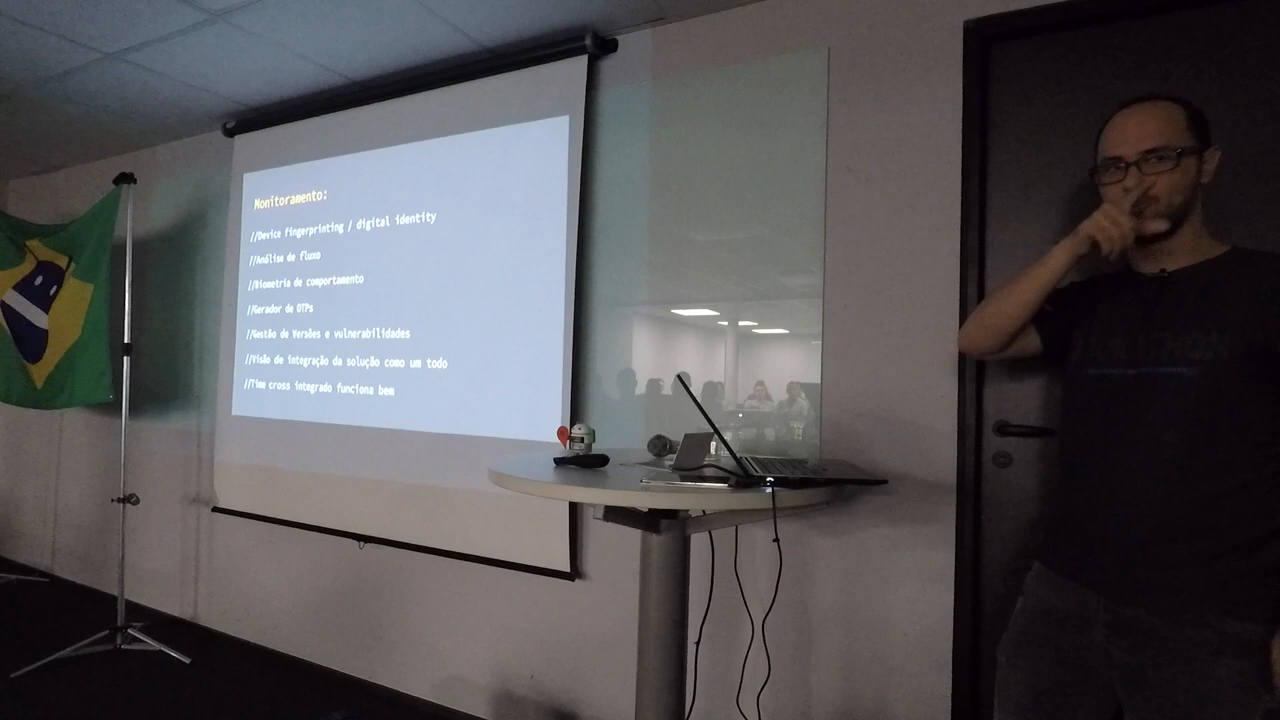 Monitoramento:
//Device fingerprinting / digital identity
//Análise de fluxo
//Biometria de comportamento
//Gerador de OTPs
//Gestão de Versões e vulnerabilidades
//Visão de integração da solução como um todo
//Time cross integrado funciona bem